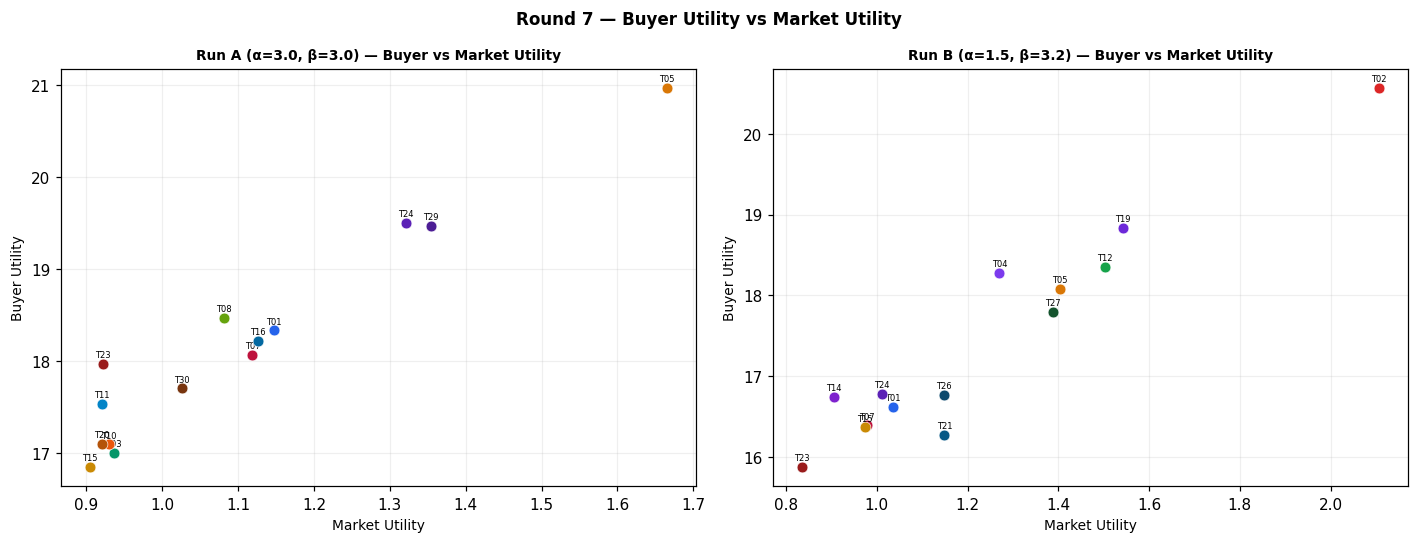 Round 7 — Buyer Utility vs Market Utility
Run A (α=3.0, β=3.0) — Buyer vs Market Utility
Buyer Utility
21
20
19
18
17
T05
T24
T29
T08
T01
T16
T23
T30
T11
T15
0.9
1.0
1.1
1.2
1.3
1.4
1.5
1.6
1.7
Market Utility
Run B (α=1.5, β=3.2) — Buyer vs Market Utility
Buyer Utility
20
19
18
17
16
T02
T19
T04
T12
T05
T27
T14
T24
T26
T01
T21
T23
0.8
1.0
1.2
1.4
1.6
1.8
2.0
Market Utility